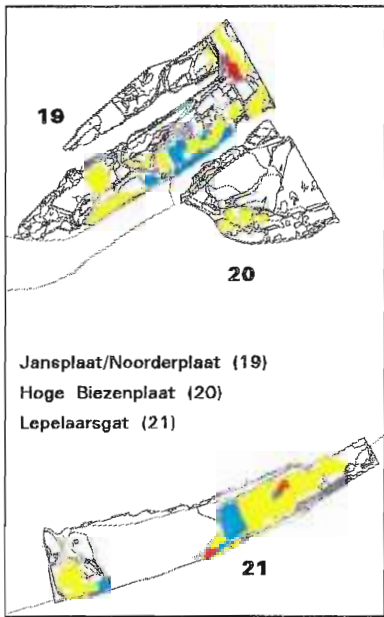 19
20
Jansplaat/Noorderplaat (19)
Hoge Biezenplaat (20)
Lepelaarsgat (21)
21